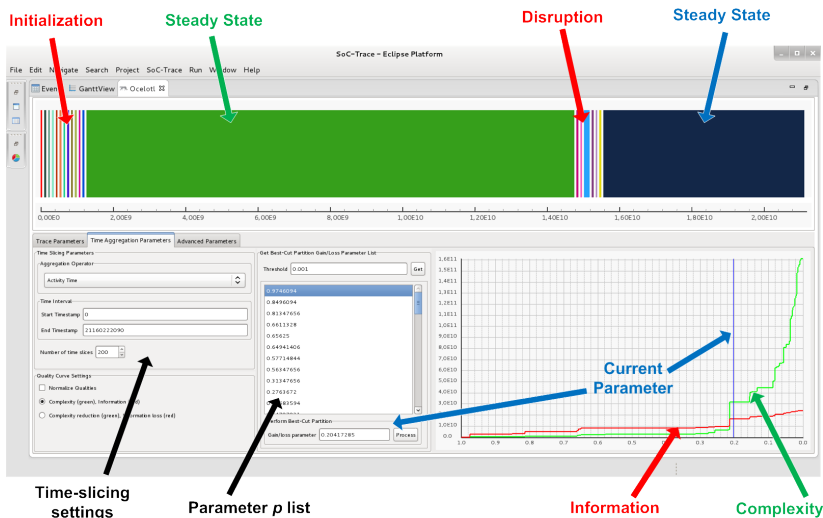 Initialization
Steady State
Disruption
Steady State
SoC-Trace - Eclipse Platform
File Edit Navigate Search Project SoC-Trace Run Window Help
GanttView
Ocelotl
0,00E0 2,00E9 4,00E9 6,00E9 8,00E9 1,00E10 1,20E10 1,40E10 1,60E10 1,80E10 2,00E10
Trace Parameters
Time Aggregation Parameters
Advanced Parameters
Time Slicing Parameters
Aggregation Operator
Activity Time
Time Interval
Start Timestamp 0
End Timestamp 21160222090
Number of time slices 200
Quality Curve Settings
Normalize Qualities
Complexity (green), Information (red)
Complexity reduction (green), Information loss (red)
Get Best-Cut Partition Gain/Loss Parameter List
Threshold 0.001 Get
0.9746094
0.8496094
0.81347656
0.6611328
0.65625
0.64941406
0.57714844
0.56347656
0.31347656
0.2763672
Perform Best-Cut Partition
Gain/loss parameter 0.20417285 Process
1,6E11
1,5E11
1,4E11
1,3E11
1,2E11
1,1E11
1,0E11
9,0E10
8,0E10
7,0E10
6,0E10
5,0E10
4,0E10
3,0E10
2,0E10
1,0E10
0,0
1.0 0.9 0.8 0.7 0.6 0.5 0.4 0.3 0.2 0.1 0.0
Current
Parameter
Time-slicing
settings
Parameter p list
Information
Complexity